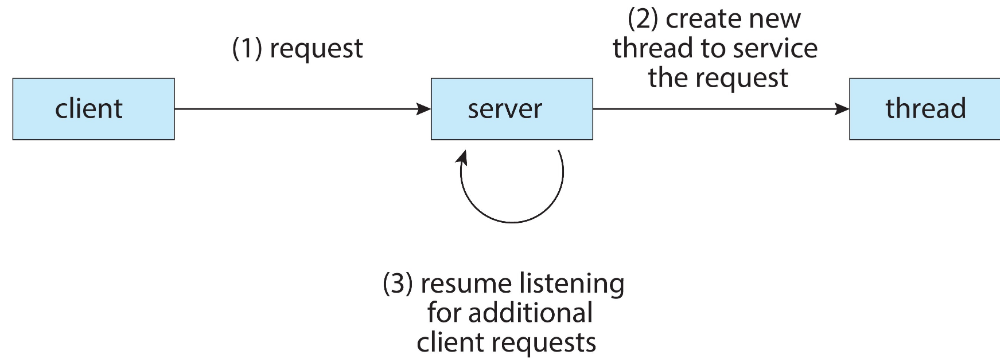 (1) request
(2) create new
thread to service
the request
client
server
thread
(3) resume listening
for additional
client requests